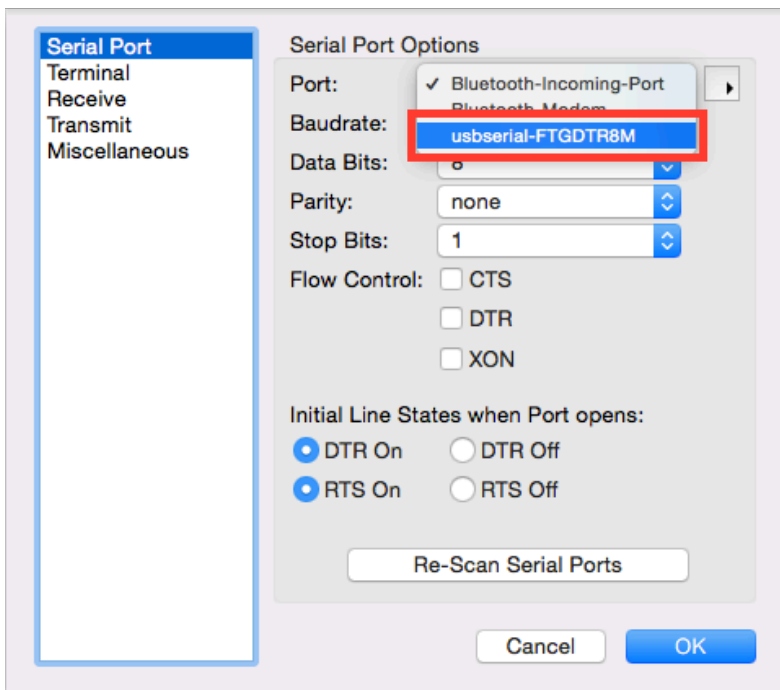 Serial Port
Terminal
Receive
Transmit
Miscellaneous
Serial Port Options
Port:
✓ Bluetooth-Incoming-Port
Bluetooth-Modem
usbserial-FTGDTR8M
Baudrate:
Data Bits: 8
Parity: none
Stop Bits: 1
Flow Control: CTS
DTR
XON
Initial Line States when Port opens:
DTR On DTR Off
RTS On RTS Off
Re-Scan Serial Ports
Cancel OK